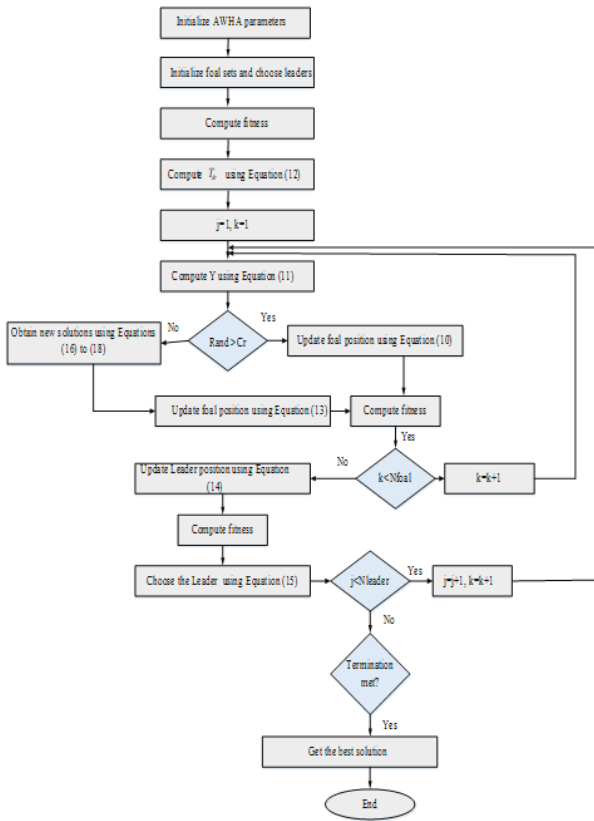 Initialize AWHA parameters
Initialize foal sets and choose leaders
Compute fitness
Compute using Equation (12)
j=1, k=1
Compute Y using Equation (11)
No
Rand>Cr
Yes
Obtain new solutions using Equations
(16) to (18)
Update foal position using Equation (10)
Update foal position using Equation (13)
Compute fitness
Yes
No
k<Nfoal
k=k+1
Update Leader position using Equation
(14)
Compute fitness
Choose the Leader using Equation (15)
j<Nleader
Yes
j=j+1, k=k+1
No
Termination
met?
Yes
Get the best solution
End